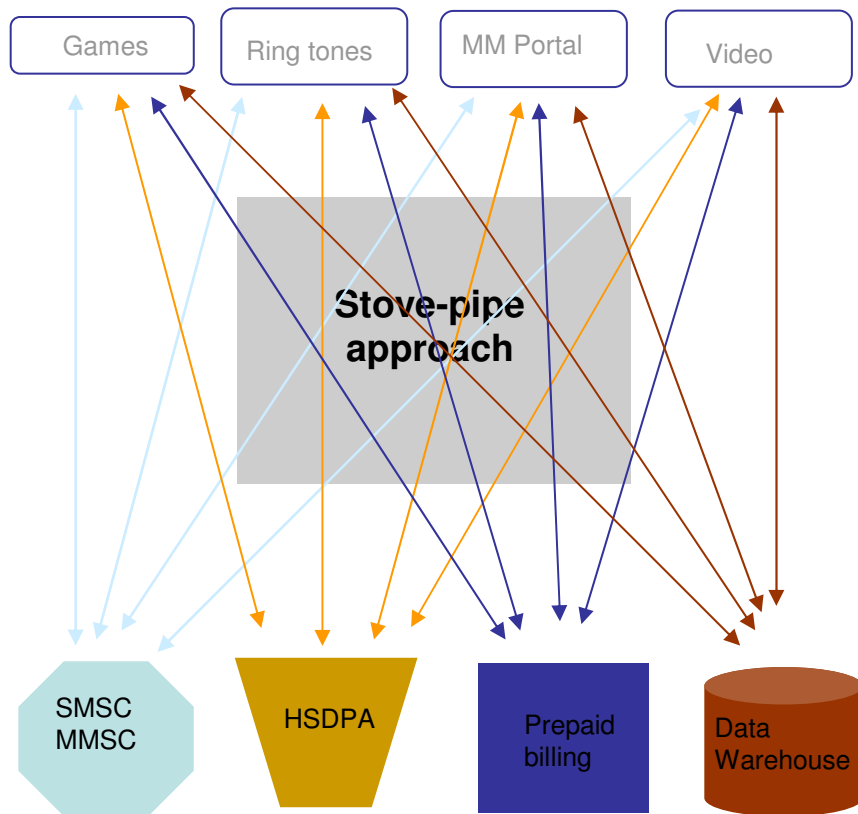 Games
Ring tones
MM Portal
Video
Stove-pipe
approach
SMSC
MMSC
HSDPA
Prepaid
billing
Data
Warehouse